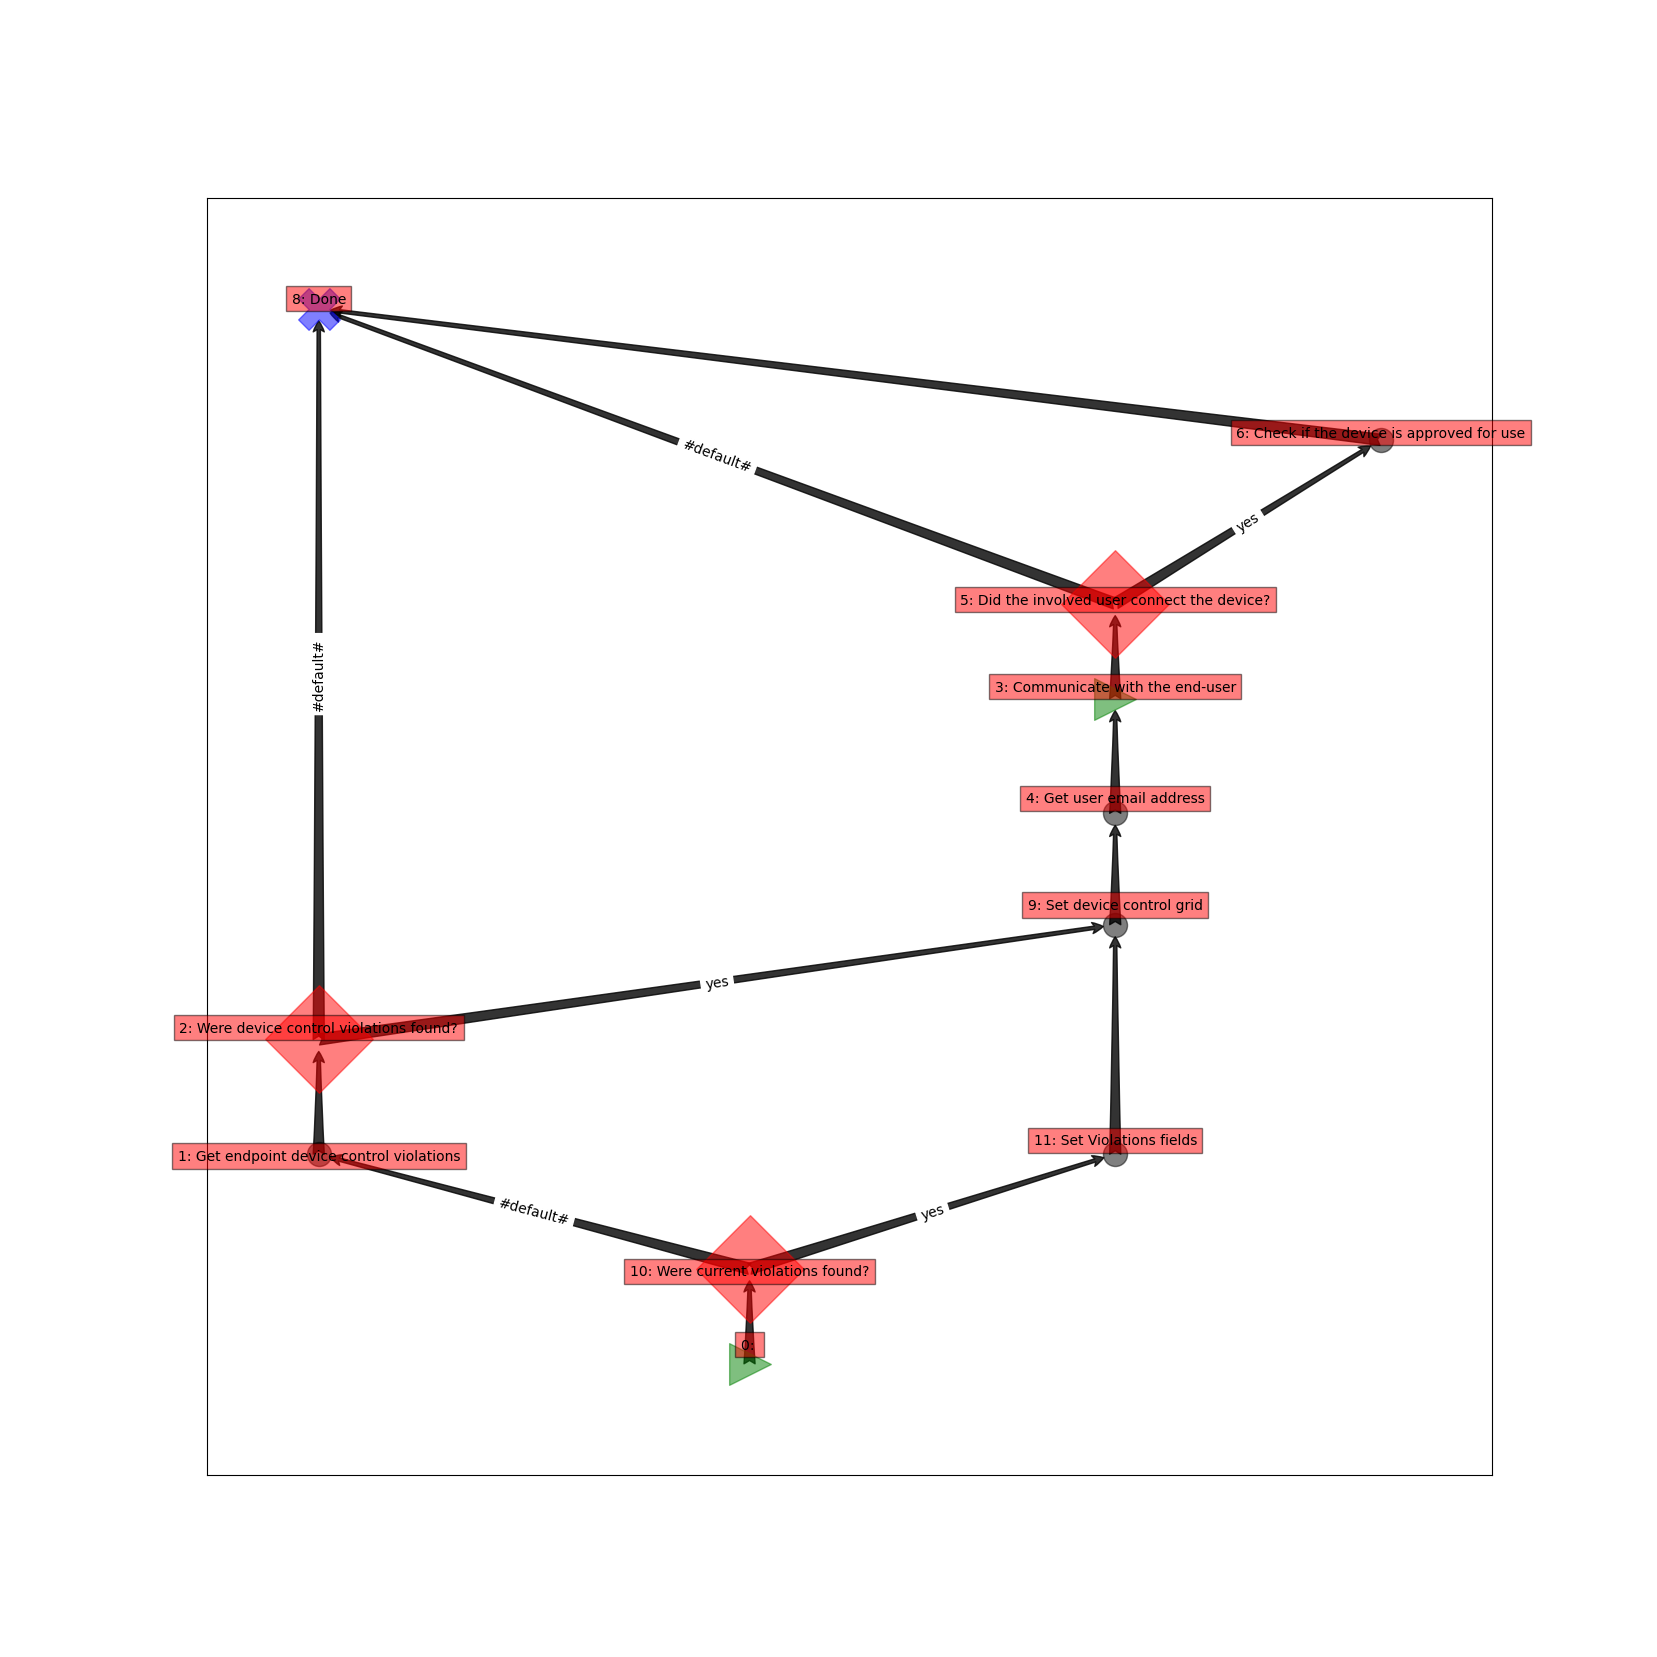 8: Done
6: Check if the device is approved for use
#default#
yes
5: Did the involved user connect the device?
#default#
3: Communicate with the end-user
4: Get user email address
9: Set device control grid
yes
2: Were device control violations found?
11: Set Violations fields
1: Get endpoint device control violations
#default#
yes
10: Were current violations found?
0: